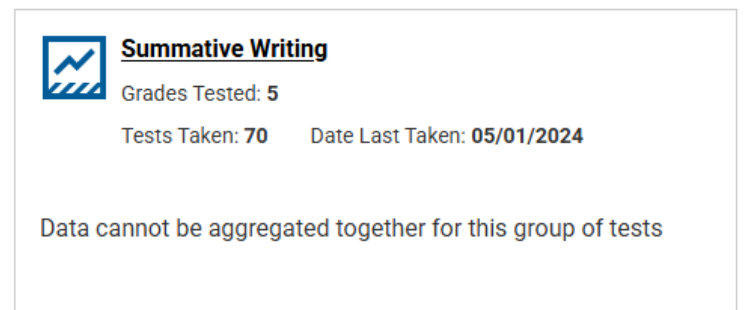 Summative Writing
Grades Tested: 5
Tests Taken: 70 Date Last Taken: 05/01/2024
Data cannot be aggregated together for this group of tests